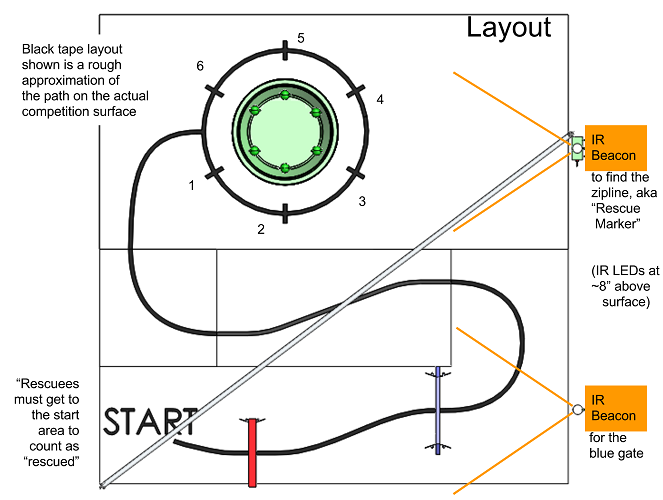 Layout
Black tape layout
shown is a rough
approximation of
the path on the actual
competition surface
5
6
4
1
3
2
IR
Beacon
to find the
zipline, aka
“Rescue
Marker”
(IR LEDs at
~8” above
surface)
“Rescuees
must get to
the start
area to
count as
“rescued”)
START
IR
Beacon
for the
blue gate